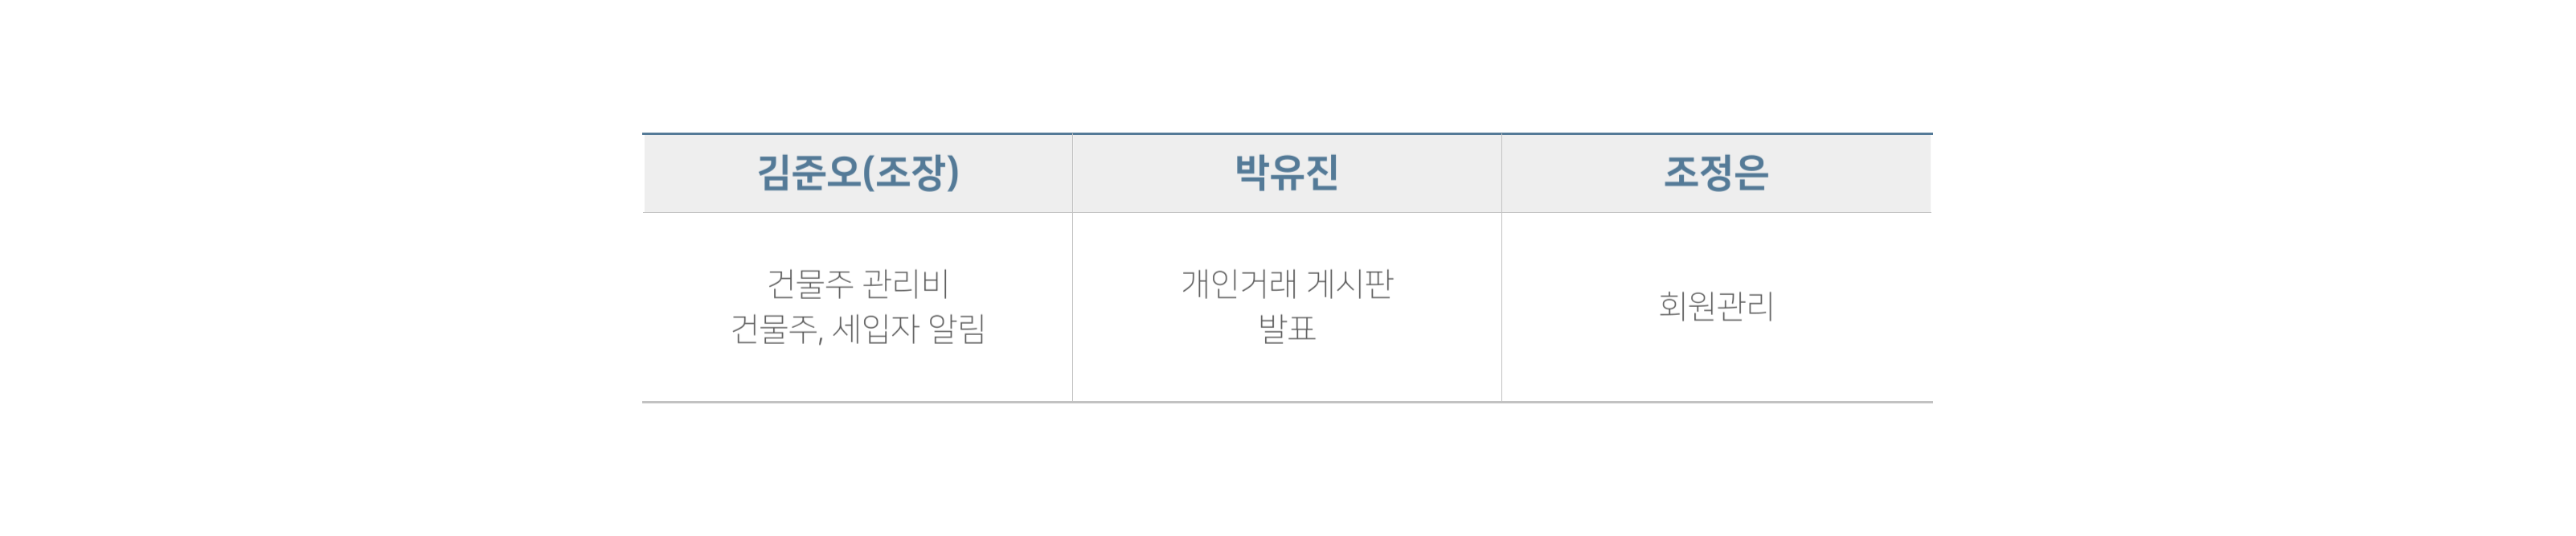 김준오(조장) 박유진 조정은
건물주 관리비
건물주, 세입자 알림
개인거래 게시판
발표
회원관리